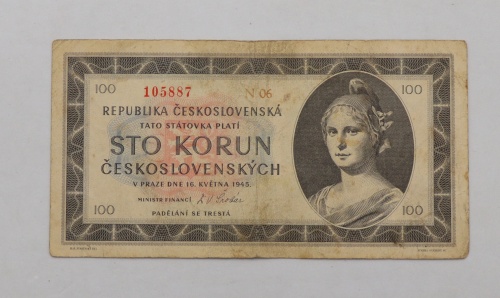 105887 N 06
100 100
REPUBLIKA ČESKOSLOVENSKÁ
TATO STÁTOVKA PLATÍ
STO KORUN
ČESKOSLOVENSKÝCH
V PRAZE DNE 16. KVĚTNA 1945.
MINISTR FINANCÍ
PADĚLÁNÍ SE TRESTÁ
100 100